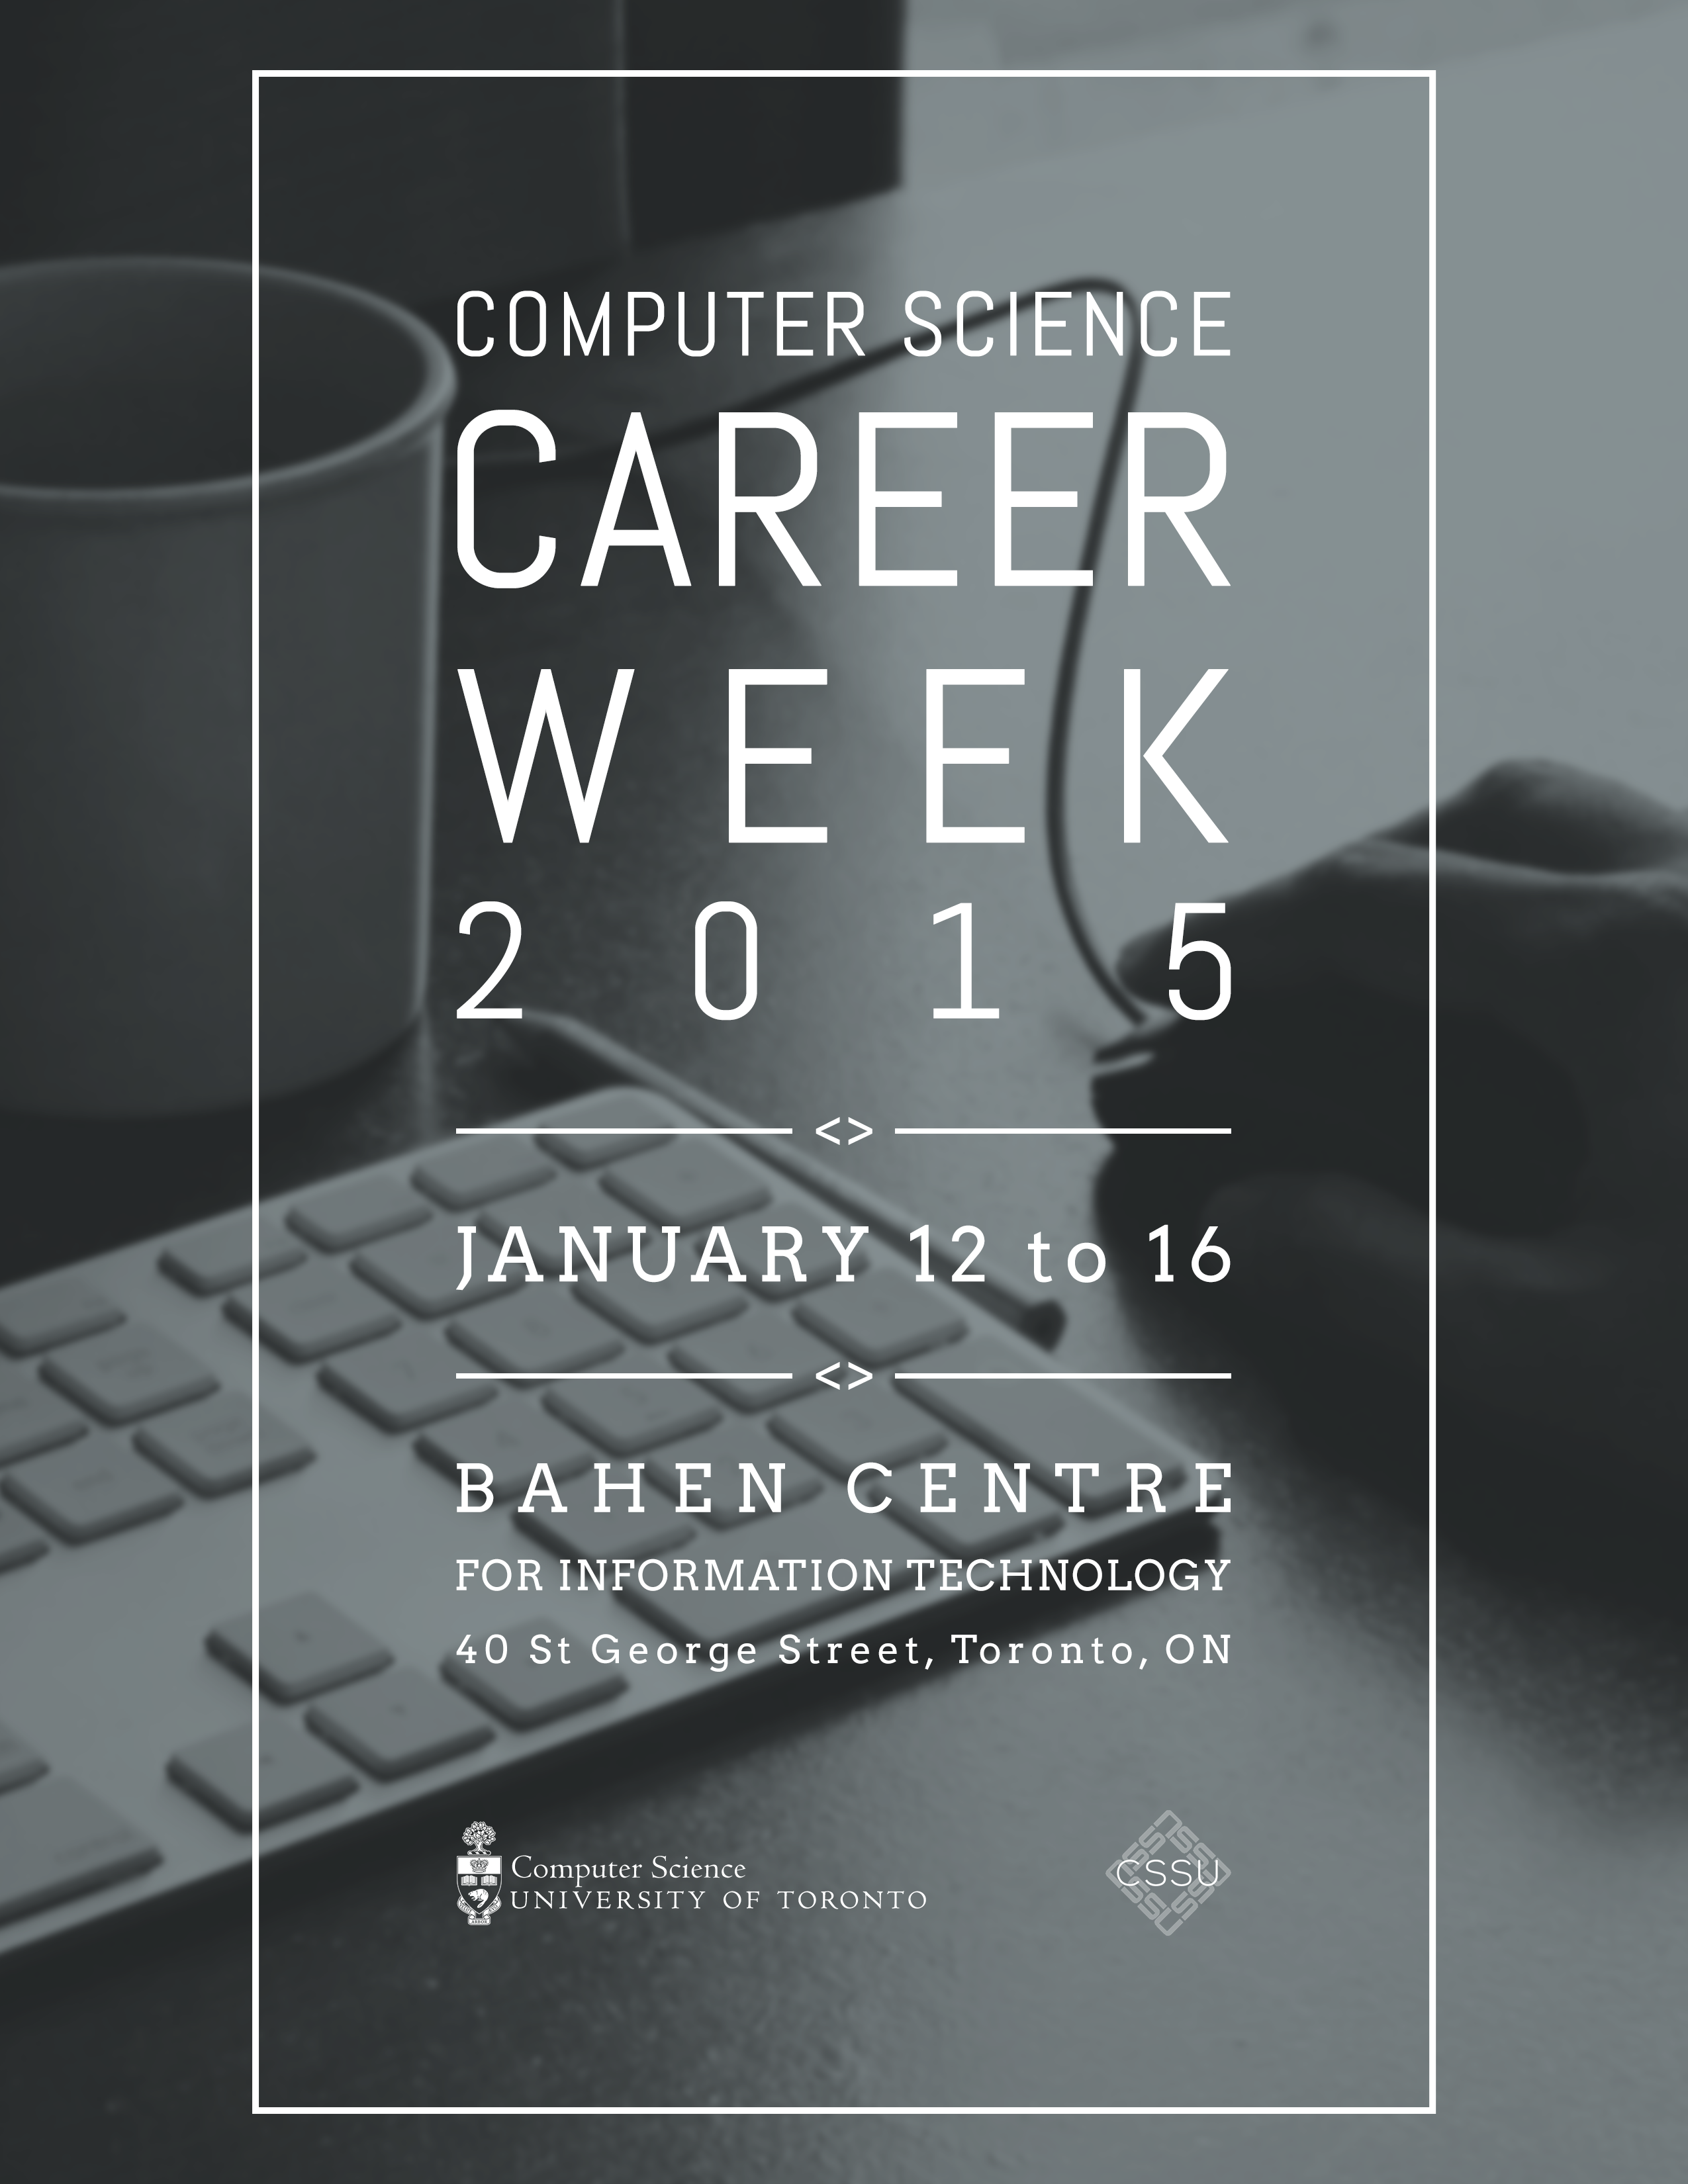 COMPUTER SCIENCE
CAREER
WEEK
2015
<>
JANUARY 12 to 16
<>
BAHEN CENTRE
FOR INFORMATION TECHNOLOGY
40 St George Street, Toronto, ON
Computer Science
UNIVERSITY OF TORONTO
CSSU